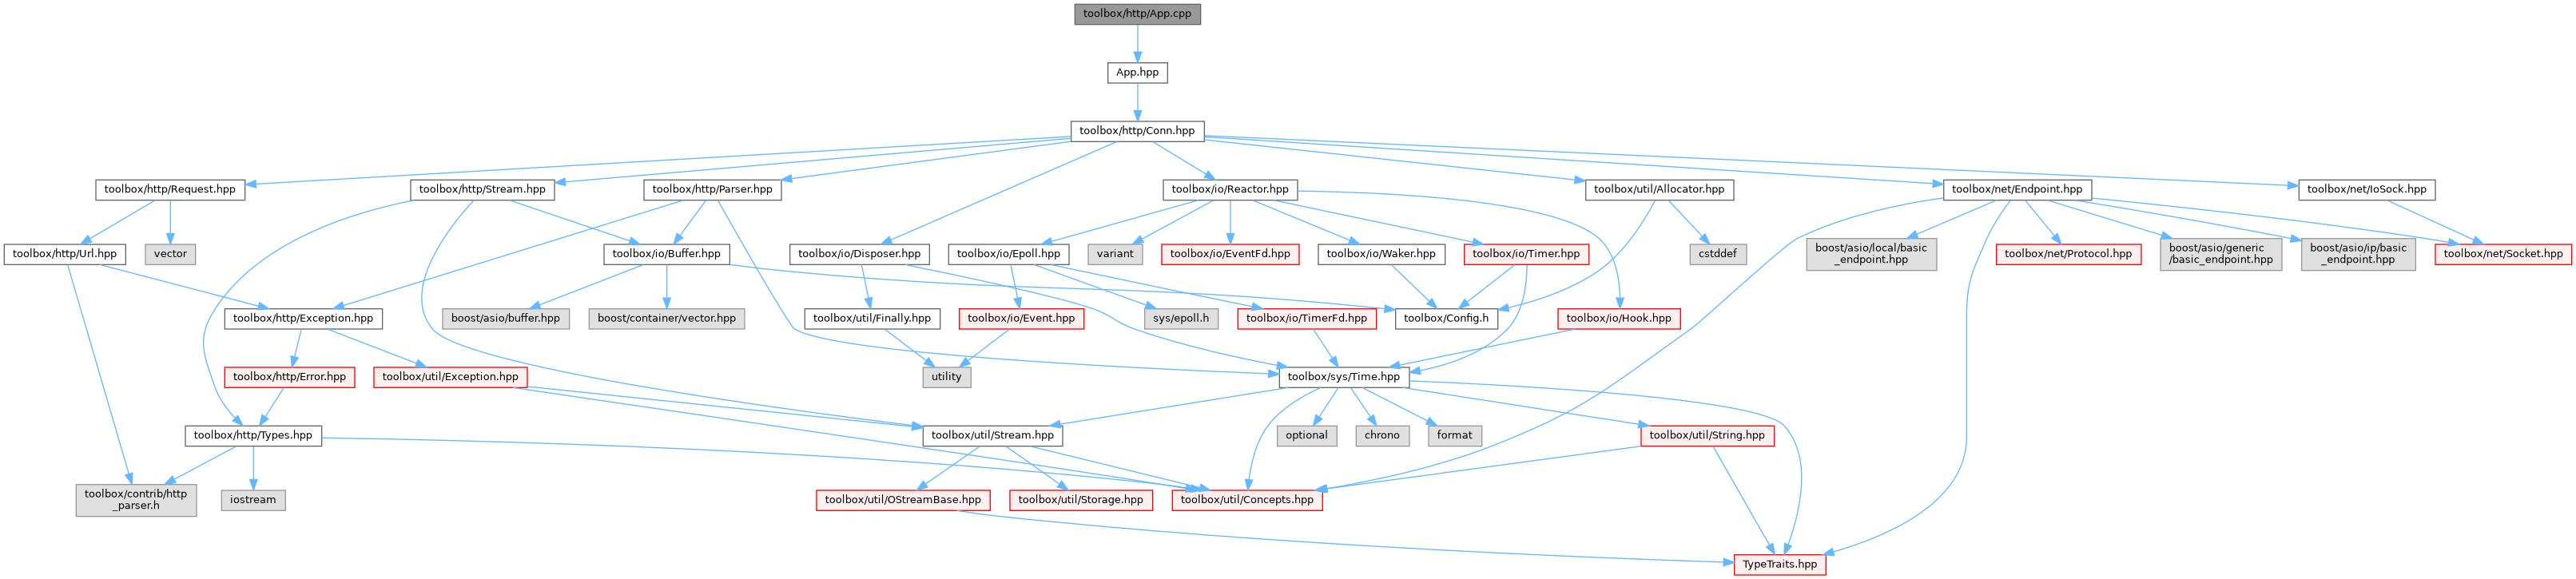 toolbox/http/App.cpp
App.hpp
toolbox/http/Conn.hpp
toolbox/http/Request.hpp
toolbox/http/Stream.hpp
toolbox/http/Parser.hpp
toolbox/io/Reactor.hpp
toolbox/util/Allocator.hpp
toolbox/net/Endpoint.hpp
toolbox/net/IoSock.hpp
toolbox/http/Url.hpp
vector
toolbox/io/Buffer.hpp
toolbox/io/Disposer.hpp
toolbox/io/Epoll.hpp
variant
toolbox/io/EventFd.hpp
toolbox/io/Waker.hpp
toolbox/io/Timer.hpp
cstddef
boost/asio/local/basic
_endpoint.hpp
toolbox/net/Protocol.hpp
boost/asio/generic
/basic_endpoint.hpp
boost/asio/ip/basic
_endpoint.hpp
toolbox/net/Socket.hpp
toolbox/http/Exception.hpp
boost/asio/buffer.hpp
boost/container/vector.hpp
toolbox/util/Finally.hpp
toolbox/io/Event.hpp
sys/epoll.h
toolbox/io/TimerFd.hpp
toolbox/Config.h
toolbox/io/Hook.hpp
toolbox/http/Error.hpp
toolbox/util/Exception.hpp
utility
toolbox/sys/Time.hpp
toolbox/http/Types.hpp
toolbox/util/Stream.hpp
optional
chrono
format
toolbox/util/String.hpp
toolbox/contrib/http
_parser.h
iostream
toolbox/util/OStreamBase.hpp
toolbox/util/Storage.hpp
toolbox/util/Concepts.hpp
TypeTraits.hpp